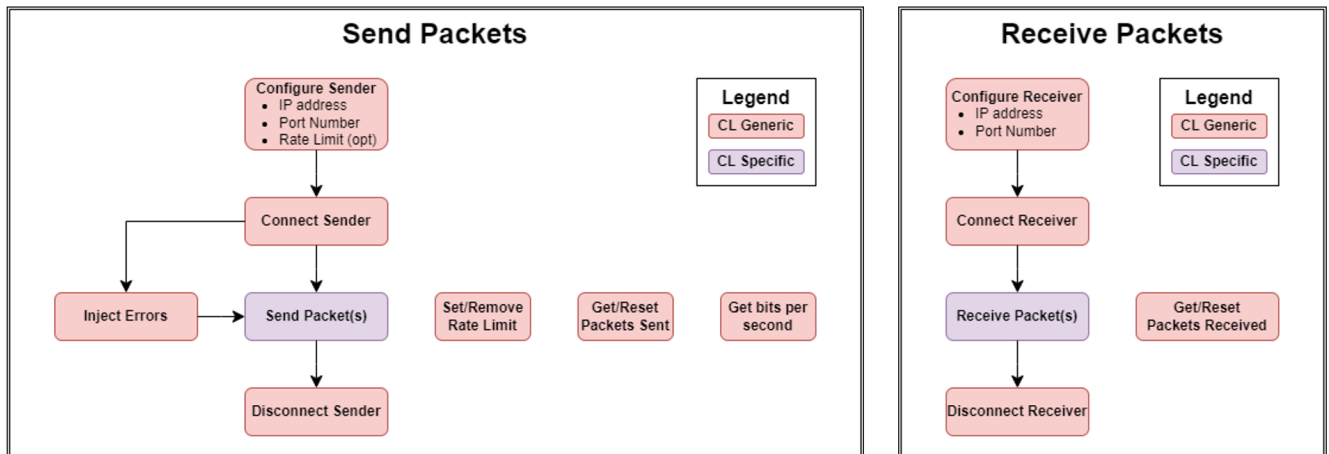 Send Packets
Configure Sender
• IP address
• Port Number
• Rate Limit (opt)
Legend
CL Generic
CL Specific
Connect Sender
Inject Errors
Send Packet(s)
Set/Remove
Rate Limit
Get/Reset
Packets Sent
Get bits per
second
Disconnect Sender
Receive Packets
Configure Receiver
• IP address
• Port Number
Legend
CL Generic
CL Specific
Connect Receiver
Receive Packet(s)
Get/Reset
Packets Received
Disconnect Receiver